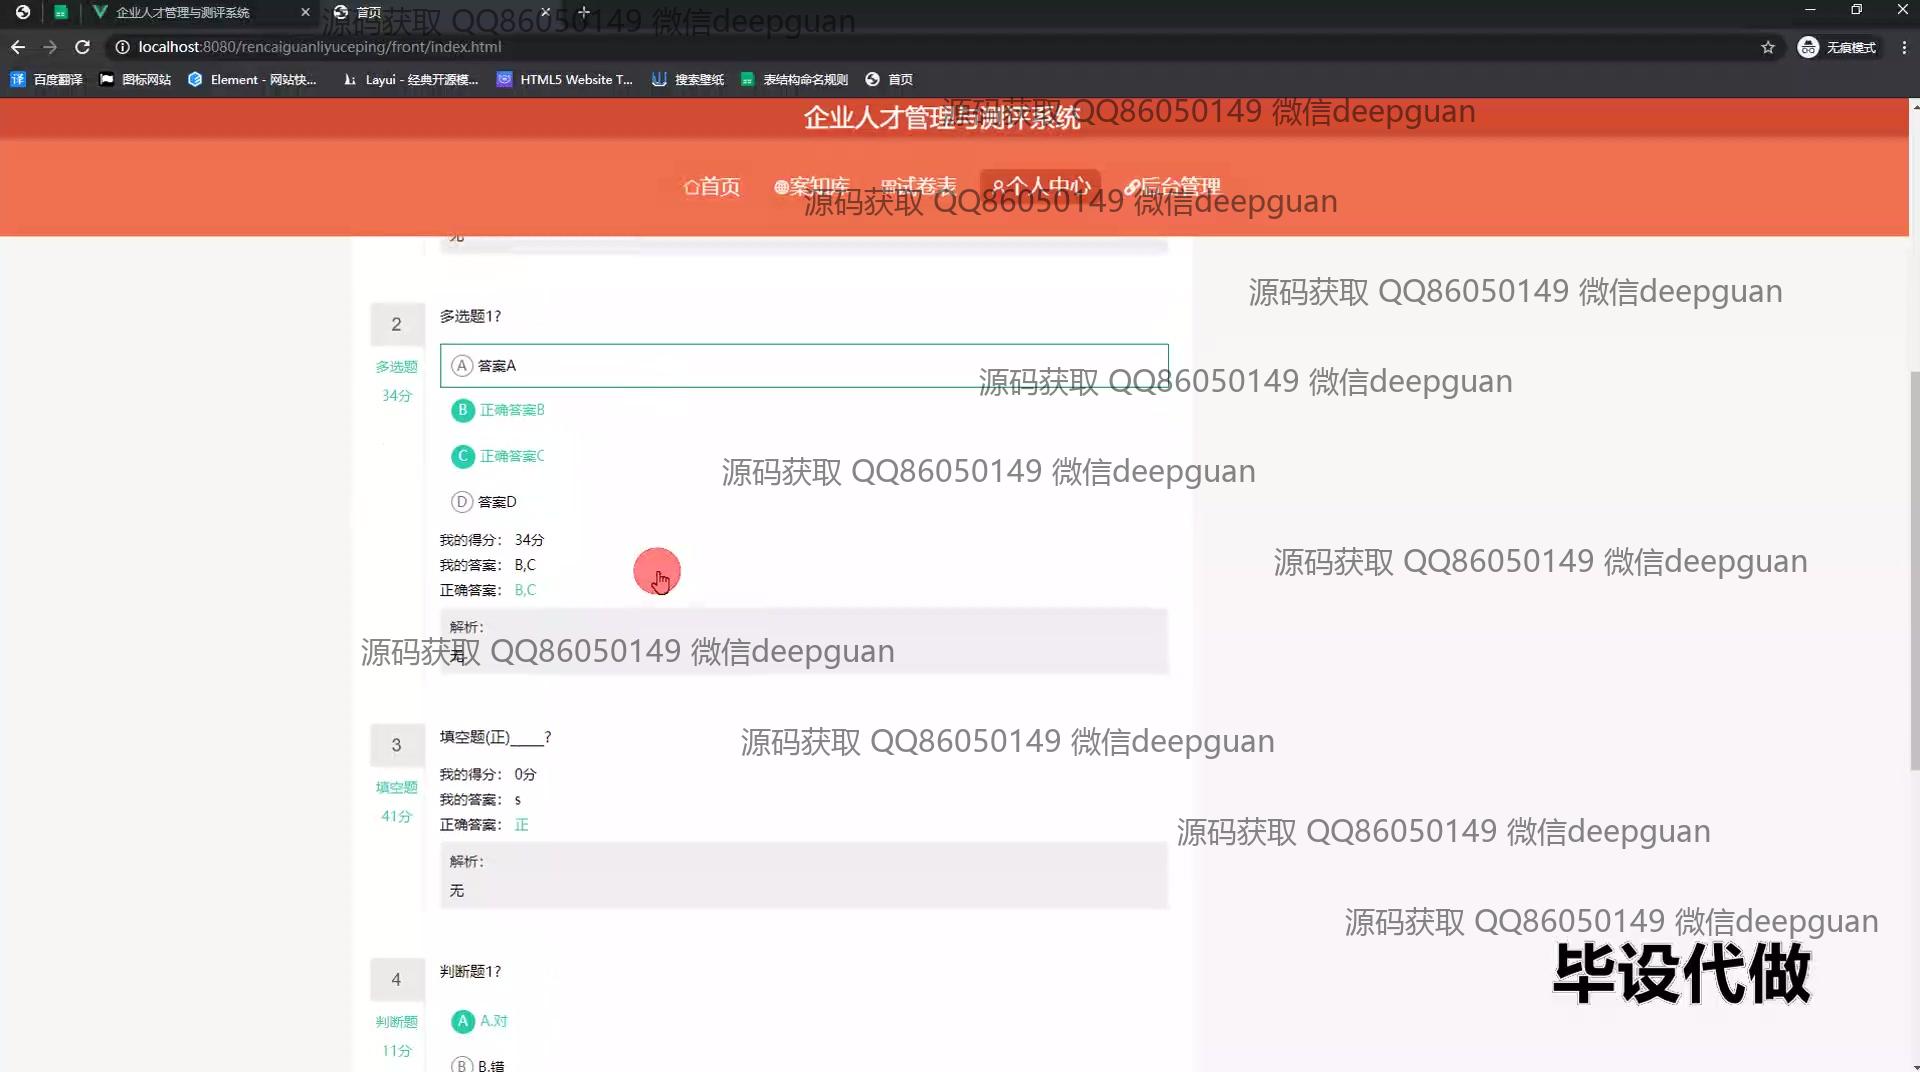 企业人才管理与测评系统
首页
源码获取 QQ86050149 微信deepguan
localhost:8080/rencaiguanliyuceping/front/index.html
无痕模式
百度翻译
图标网站
Element - 网站快...
Layui - 经典开源模...
HTML5 Website T...
搜索壁纸
表结构命名规则
首页
企业人才管理与测评系统
源码获取 QQ86050149 微信deepguan
首页
案知库
试卷表
个人中心
后台管理
源码获取 QQ86050149 微信deepguan
无
源码获取 QQ86050149 微信deepguan
2
多选题1?
多选题
34分
A 答案A
源码获取 QQ86050149 微信deepguan
B 正确答案B
C 正确答案C
源码获取 QQ86050149 微信deepguan
D 答案D
我的得分： 34分
我的答案： B,C
正确答案： B,C
源码获取 QQ86050149 微信deepguan
解析：
无
源码获取 QQ86050149 微信deepguan
3
填空题(正)____?
源码获取 QQ86050149 微信deepguan
填空题
41分
我的得分： 0分
我的答案： s
正确答案： 正
源码获取 QQ86050149 微信deepguan
解析：
无
源码获取 QQ86050149 微信deepguan
毕设代做
4
判断题1?
判断题
11分
A A.对
B B.错